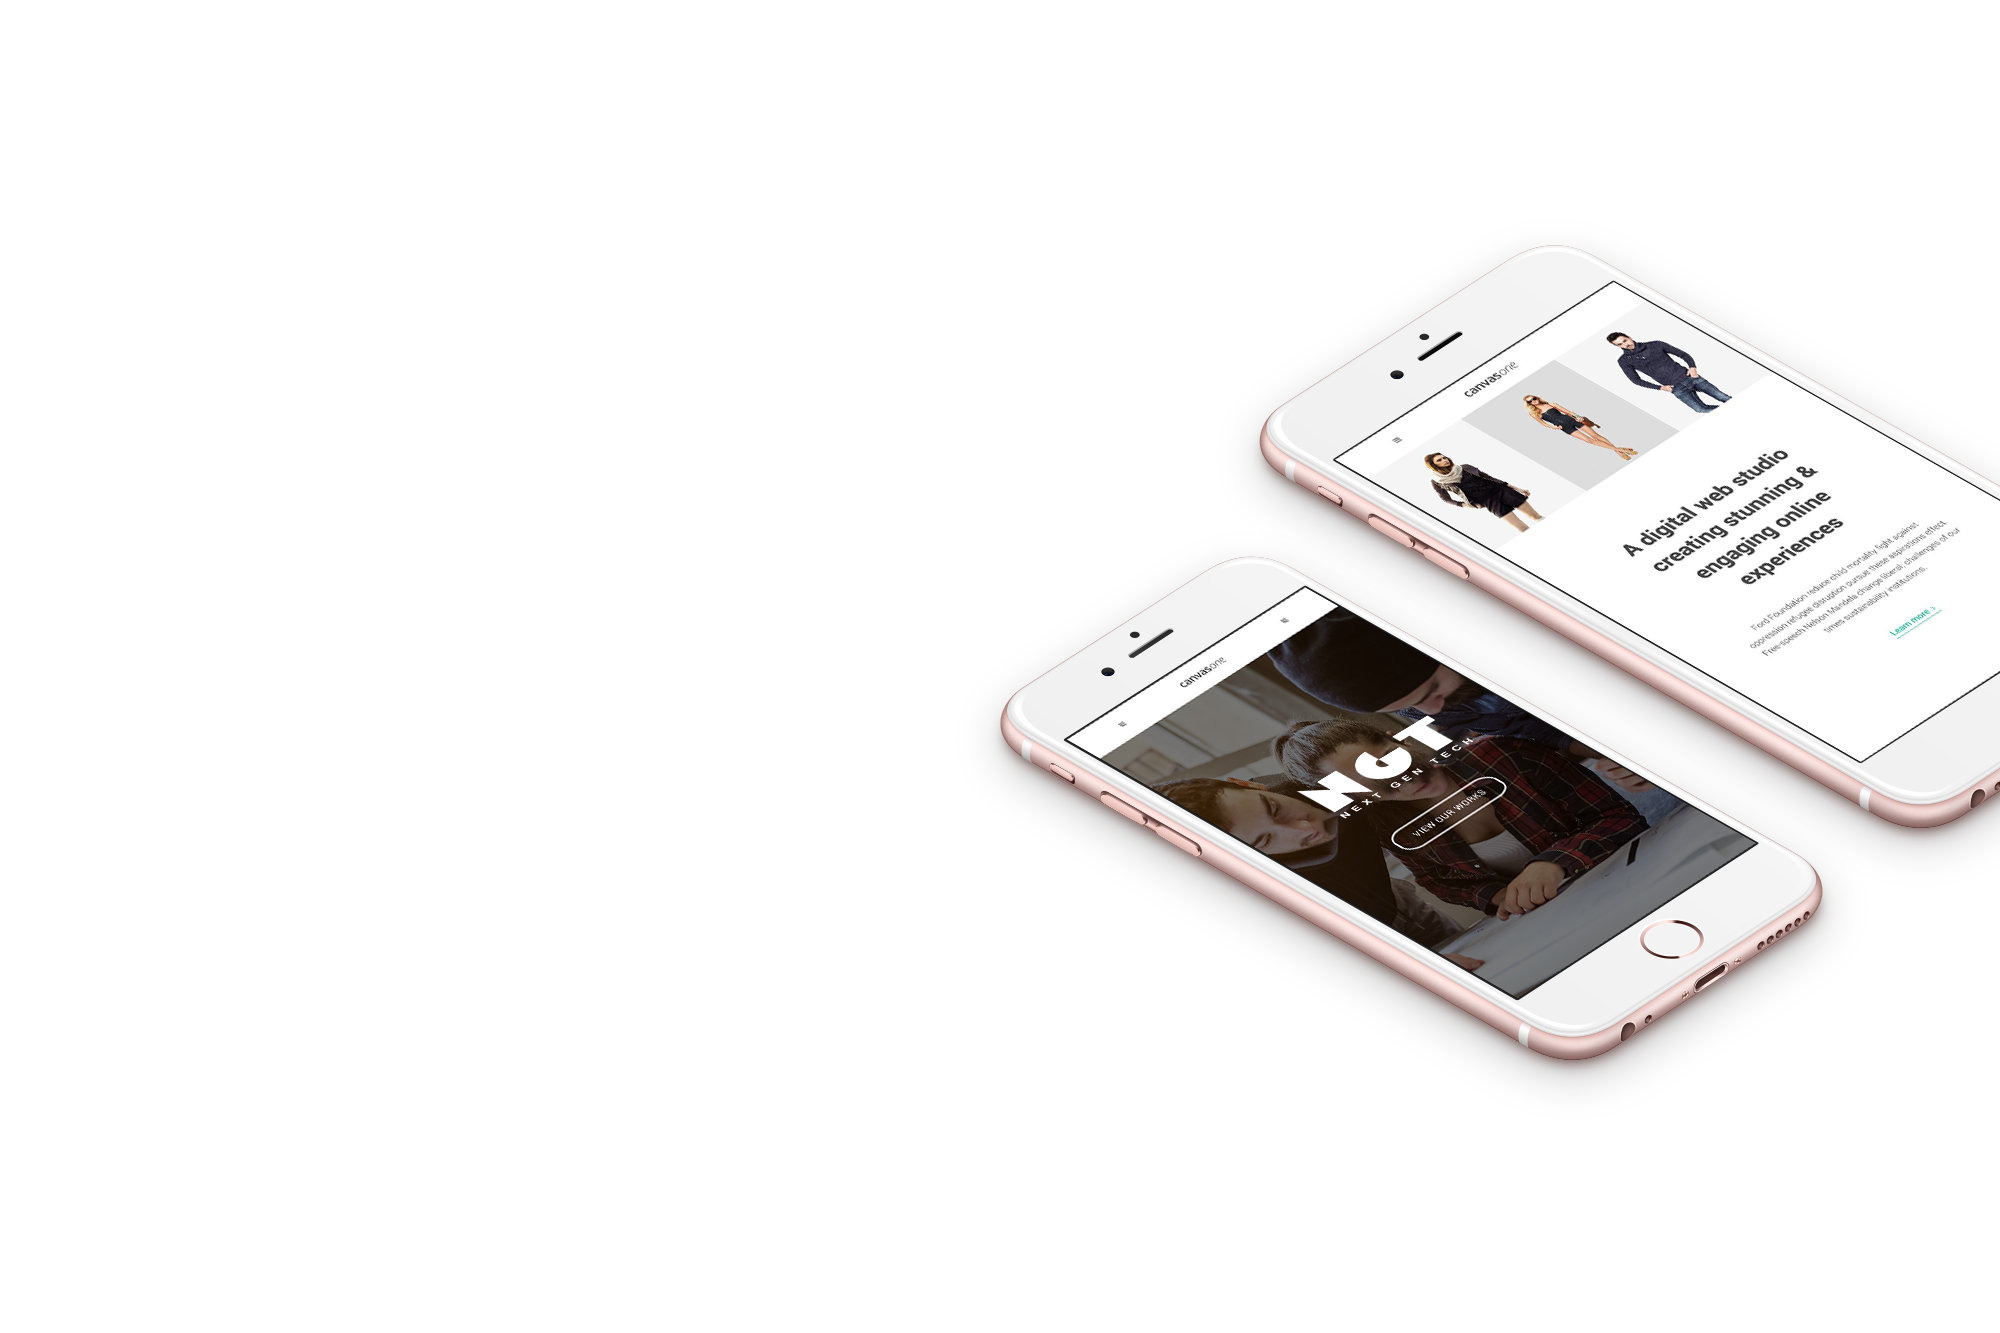 canvasone
A digital web studio
creating stunning &
engaging online
experiences
Ford Foundation reduce child mortality fight against
oppression refugee disruption pursue these aspirations effect.
Free-speech Nelson Mandela change liberal, challenges of our
times sustainability institutions.
Learn more >
canvasone
NGT
NEXT GEN TECH
VIEW OUR WORKS